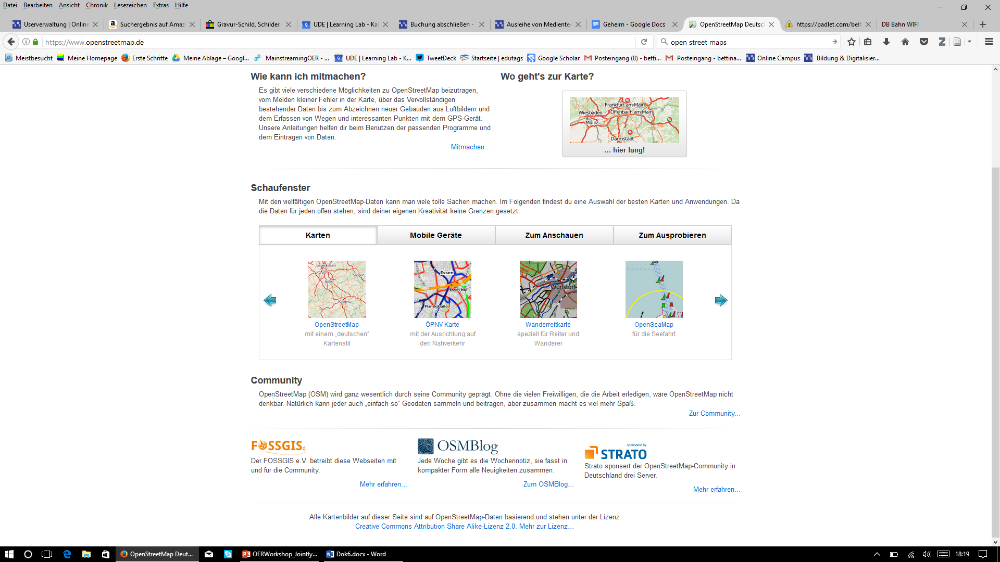 Datei Bearbeiten Ansicht Chronik Lesezeichen Extras Hilfe
Userverwaltung | Online
Suchergebnis auf Amaz
Gravur-Schild, Schilder
UDE | Learning Lab - Kal
Buchung abschließen -
Ausleihe von Medientec
Geheim - Google Docs
OpenStreetMap Deutsc
https://padlet.com/bett
DB Bahn WIFI
https://www.openstreetmap.de
open street maps
Meistbesucht Meine Homepage Erste Schritte Meine Ablage – Googl... MainstreamingOER - ... UDE | Learning Lab - K... TweetDeck Startseite | edutags Google Scholar Posteingang (8) - betti... Posteingang - bettina... Online Campus Bildung & Digitalisier...
Wie kann ich mitmachen?
Es gibt viele verschiedene Möglichkeiten zu OpenStreetMap beizutragen,
vom Melden kleiner Fehler in der Karte, über das Vervollständigen
bestehender Daten bis zum Abzeichnen neuer Gebäuden aus Luftbildern und
dem Erfassen von Wegen und interessanten Punkten mit dem GPS-Gerät.
Unsere Anleitungen helfen dir beim Benutzen der passenden Programme und
dem Eintragen von Daten.
Mitmachen...
Wo geht's zur Karte?
Frankfurt am Main
Wiesbaden
Offenbach am Main
Mainz
Darmstadt
... hier lang!
Schaufenster
Mit den vielfältigen OpenStreetMap-Daten kann man viele tolle Sachen machen. Im Folgenden findest du eine Auswahl der besten Karten und Anwendungen. Da
die Daten für jeden offen stehen, sind deiner eigenen Kreativität keine Grenzen gesetzt.
Karten
Mobile Geräte
Zum Anschauen
Zum Ausprobieren
Leverkusen
Köln
Siegen
Bonn
Koblenz
OpenStreetMap
mit einem „deutschen“
Kartenstil
Essen
Essen Hbf
Planckstraße
ÖPNV-Karte
mit der Ausrichtung auf
den Nahverkehr
Wunstorf
Wanderreitkarte
speziell für Reiter und
Wanderer
OpenSeaMap
für die Seefahrt
Community
OpenStreetMap (OSM) wird ganz wesentlich durch seine Community geprägt. Ohne die vielen Freiwilligen, die die Arbeit erledigen, wäre OpenStreetMap nicht
denkbar. Natürlich kann jeder auch „einfach so“ Geodaten sammeln und beitragen, aber zusammen macht es viel mehr Spaß.
Zur Community...
FOSSGIS
Der FOSSGIS e.V. betreibt diese Webseiten mit
und für die Community.
Mehr erfahren...
OSMBlog
Jede Woche gibt es die Wochennotiz, sie fasst in
kompakter Form alle Neuigkeiten zusammen.
Zum OSMBlog...
sponsored by
STRATO
Strato sponsert der OpenStreetMap-Community in
Deutschland drei Server.
Mehr erfahren...
Alle Kartenbilder auf dieser Seite sind auf OpenStreetMap-Daten basierend und stehen unter der Lizenz
Creative Commons Attribution Share Alike-Lizenz 2.0. Mehr zur Lizenz...
OpenStreetMap Deut...
OERWorkshop_Jointly...
Dok6.docx - Word
18:19